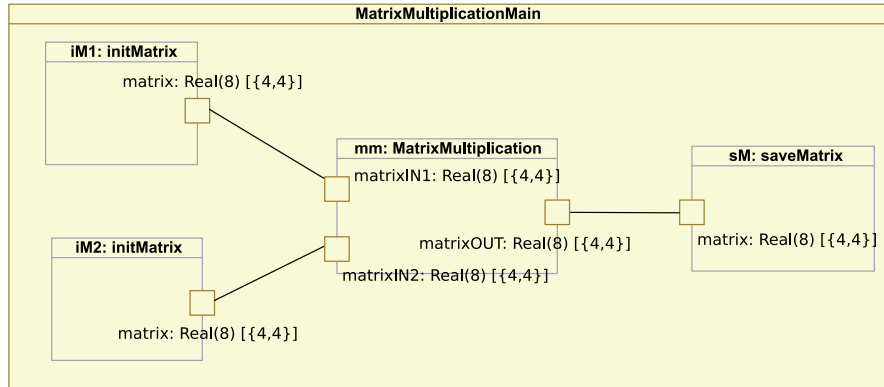 MatrixMultiplicationMain
iM1: initMatrix
matrix: Real(8) [{4,4}]
mm: MatrixMultiplication
matrixIN1: Real(8) [{4,4}]
sM: saveMatrix
iM2: initMatrix
matrixOUT: Real(8) [{4,4}]
matrix: Real(8) [{4,4}]
matrixIN2: Real(8) [{4,4}]
matrix: Real(8) [{4,4}]